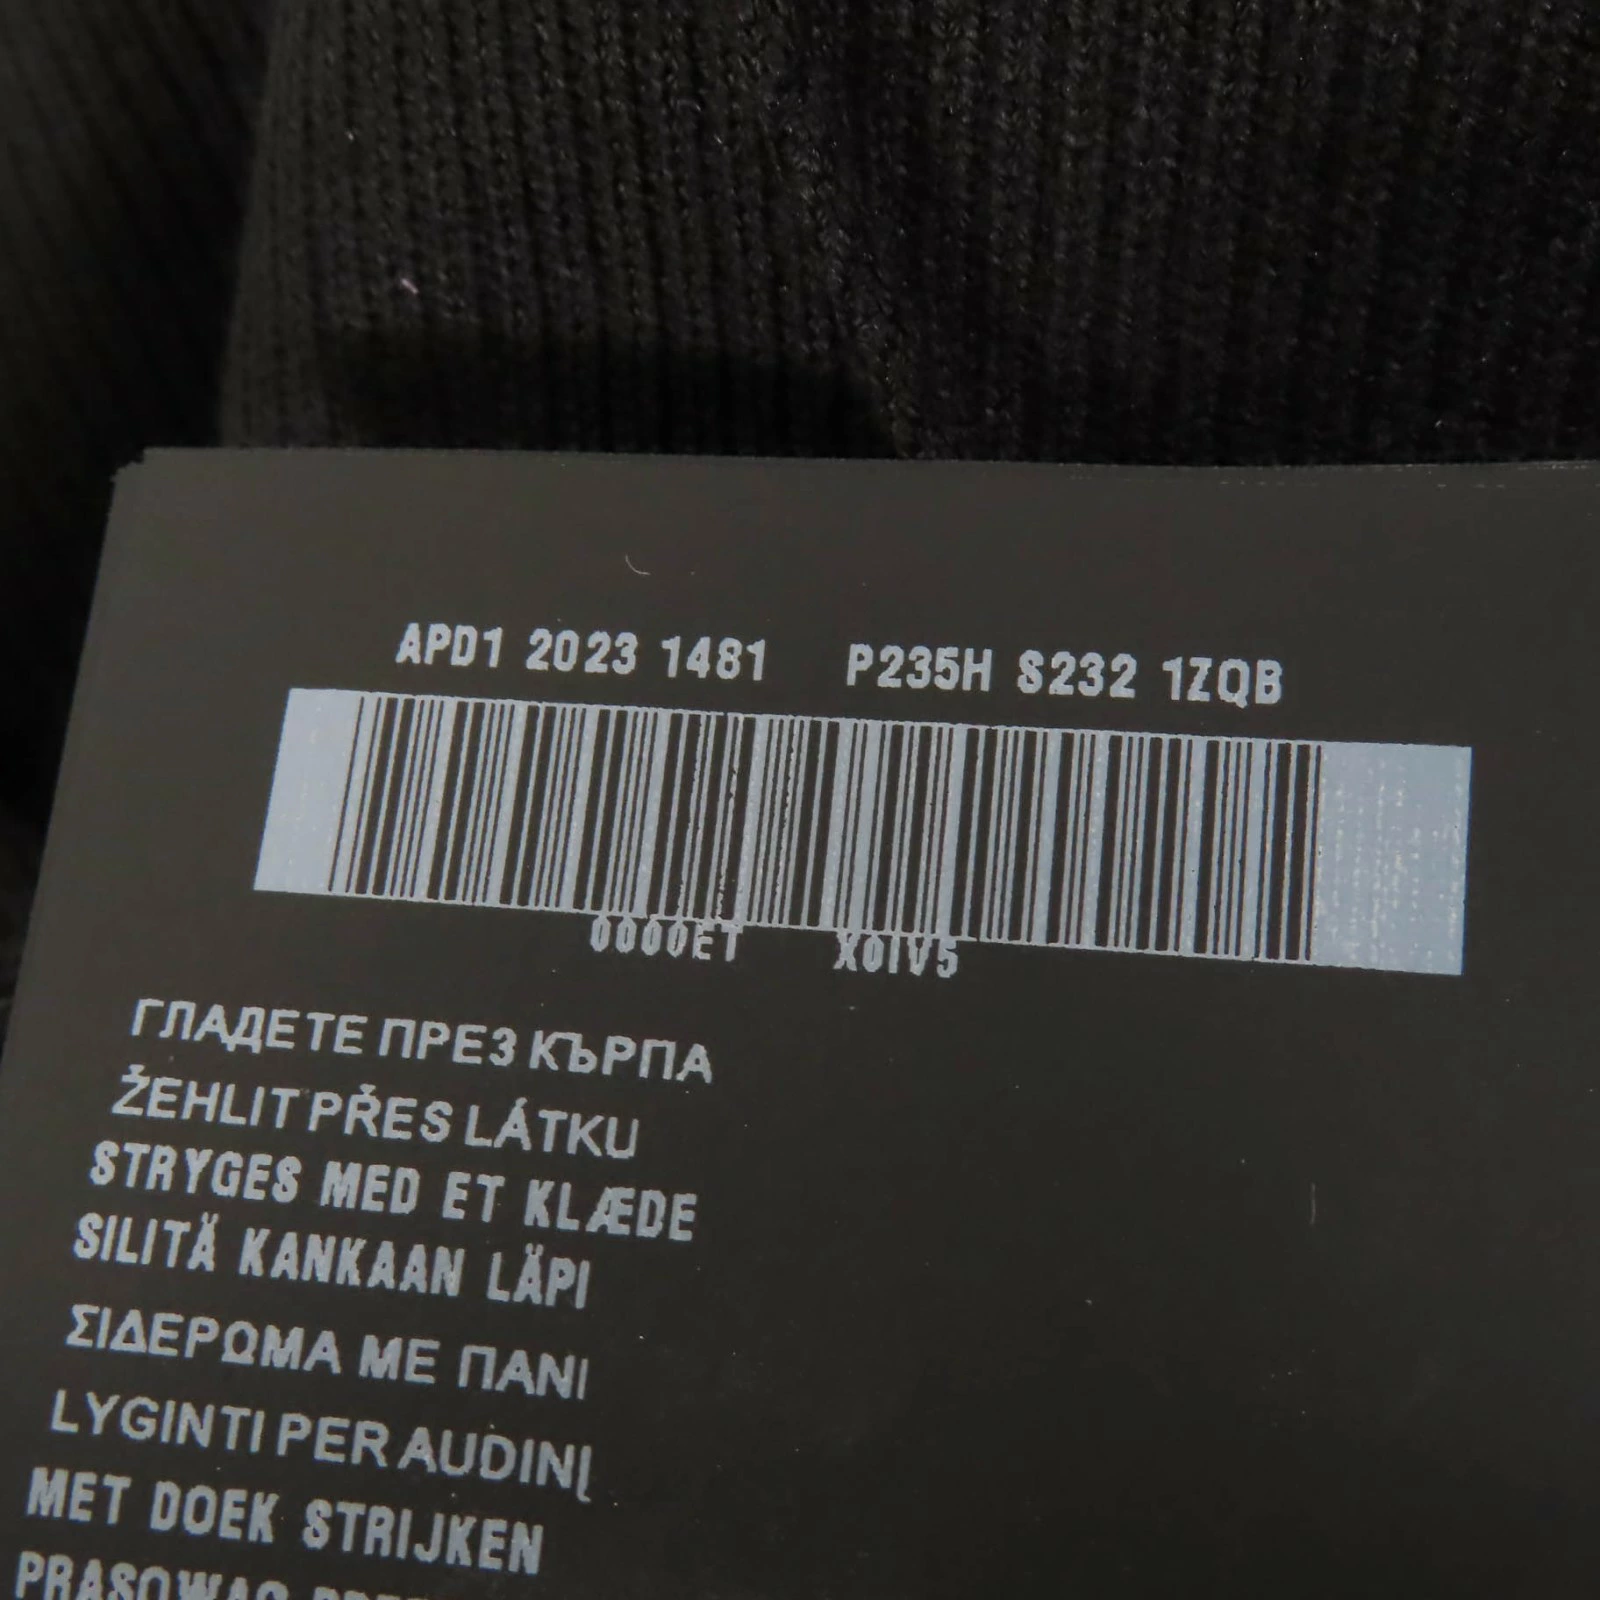 APD1 2023 1481 P235H S232 1ZQB
0000ET X0IV5
ГЛАДЕТЕ ПРЕЗ КЪРПА
ŽEHLIT PŘES LÁTKU
STRYGES MED ET KLÆDE
SILITÄ KANKAAN LÄPI
ΣΙΔΕΡΩΜΑ ΜΕ ΠΑΝΙ
LYGINTI PER AUDINĮ
MET DOEK STRIJKEN